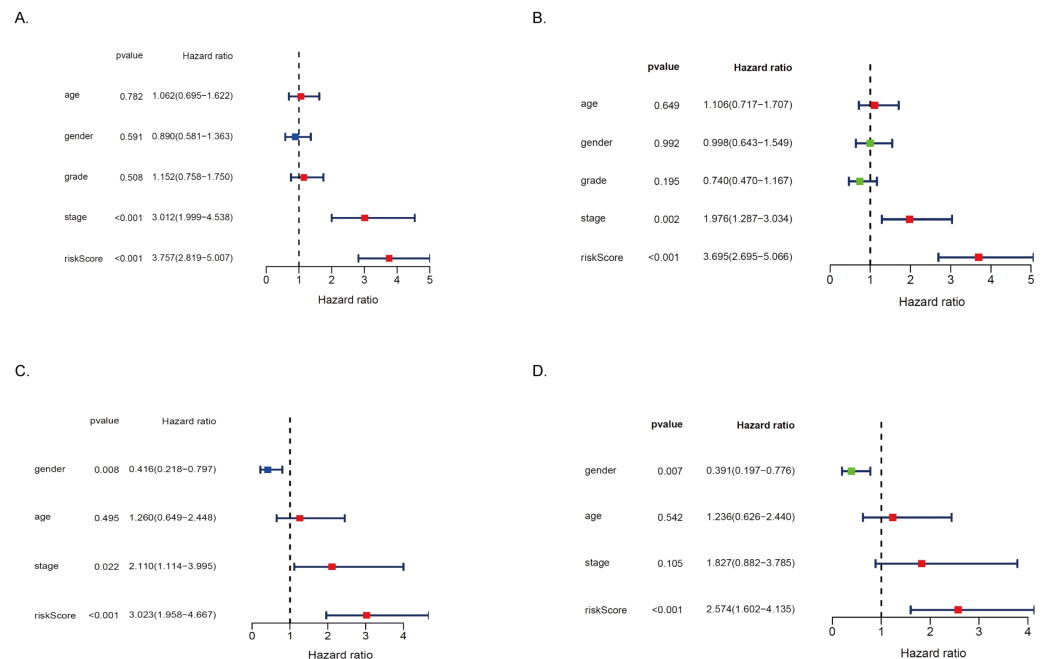 A.
pvalue Hazard ratio
age 0.782 1.062(0.695−1.622)
gender 0.591 0.890(0.581−1.363)
grade 0.508 1.152(0.758−1.750)
stage <0.001 3.012(1.999−4.538)
riskScore <0.001 3.757(2.819−5.007)
0 1 2 3 4 5
Hazard ratio
B.
pvalue Hazard ratio
age 0.649 1.106(0.717−1.707)
gender 0.992 0.998(0.643−1.549)
grade 0.195 0.740(0.470−1.167)
stage 0.002 1.976(1.287−3.034)
riskScore <0.001 3.695(2.695−5.066)
0 1 2 3 4 5
Hazard ratio
C.
pvalue Hazard ratio
gender 0.008 0.416(0.218−0.797)
age 0.495 1.260(0.649−2.448)
stage 0.022 2.110(1.114−3.995)
riskScore <0.001 3.023(1.958−4.667)
0 1 2 3 4
Hazard ratio
D.
pvalue Hazard ratio
gender 0.007 0.391(0.197−0.776)
age 0.542 1.236(0.626−2.440)
stage 0.105 1.827(0.882−3.785)
riskScore <0.001 2.574(1.602−4.135)
0 1 2 3 4
Hazard ratio